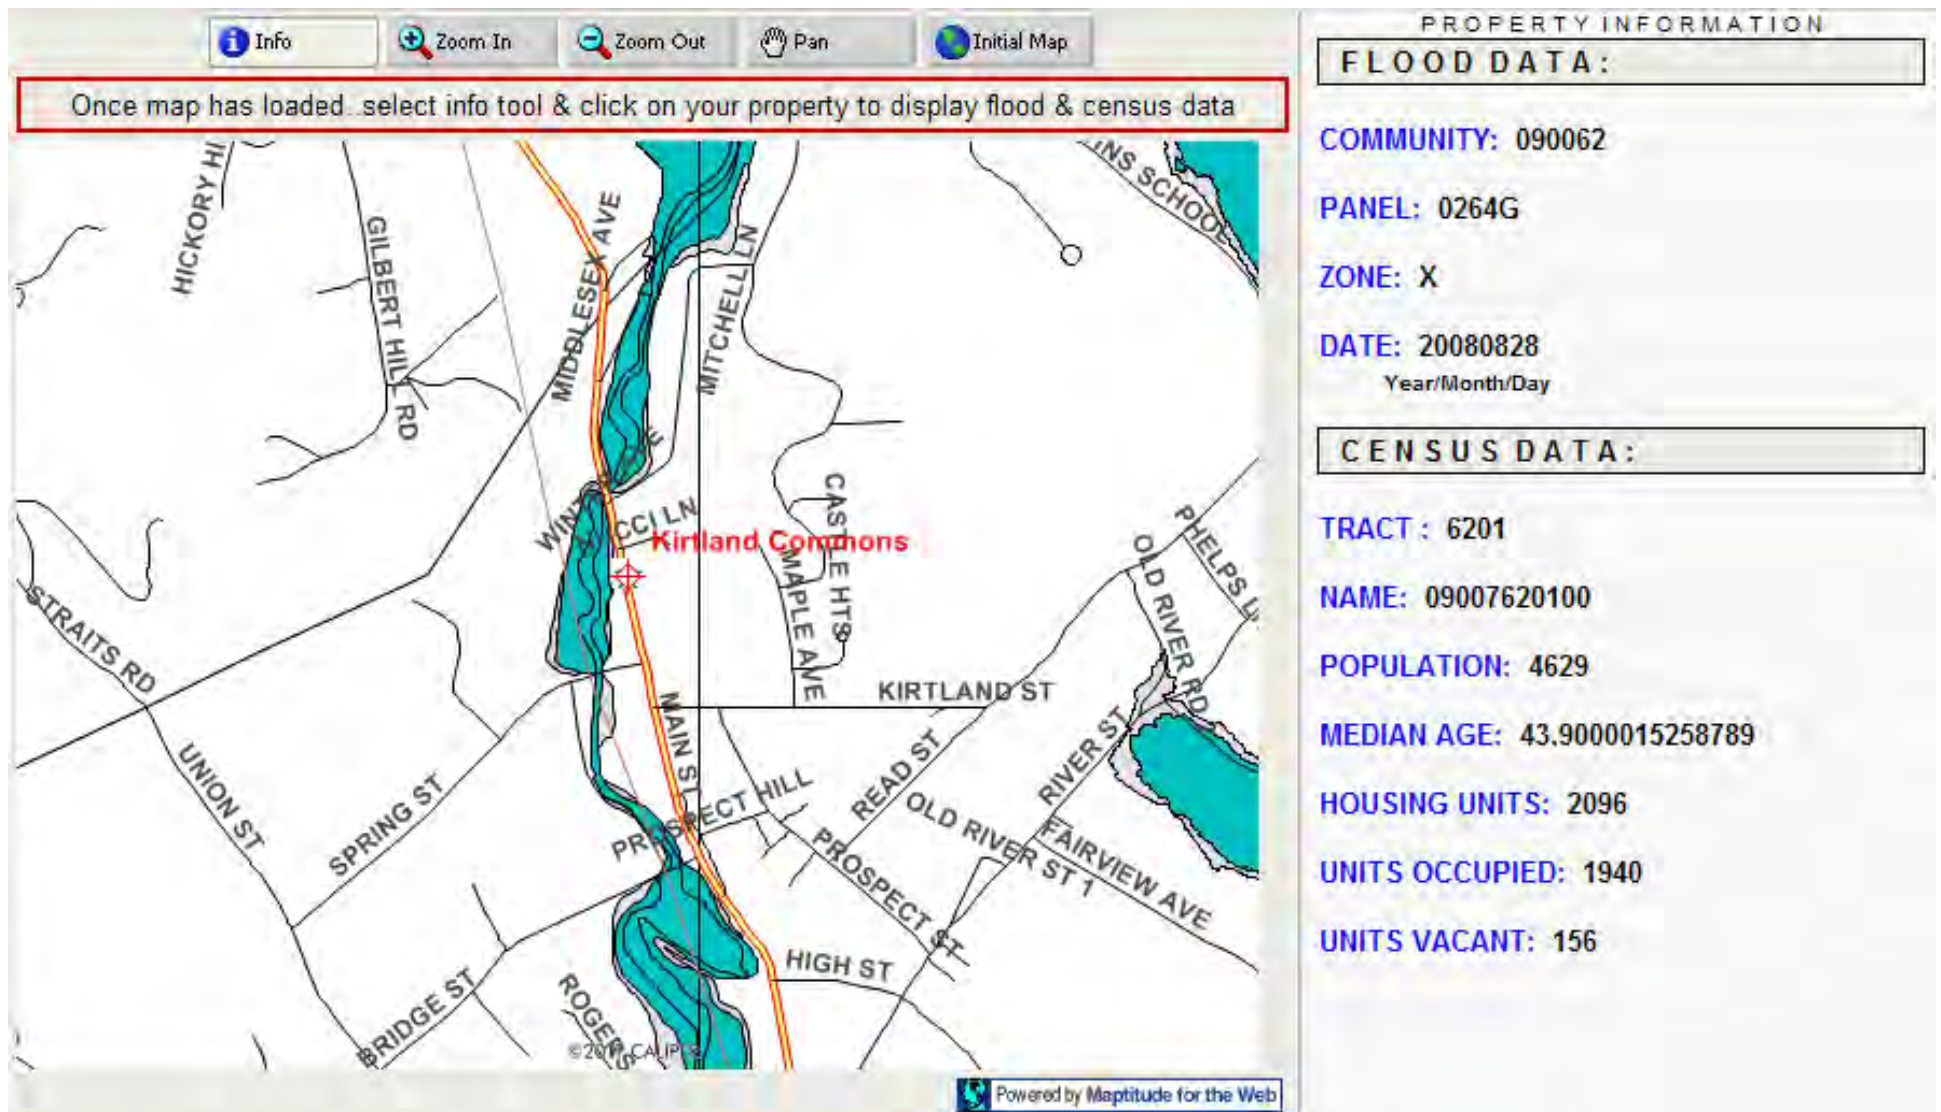 Info
Zoom In
Zoom Out
Pan
Initial Map
Once map has loaded..select info tool & click on your property to display flood & census data
HICKORY HI
GILBERT HILL RD
MIDDLESEX AVE
MITCHELL LN
INS SCHOOL
CCI LN
Kirtland Commons
CASTLE HTS
MAPLE AVE
OLD RIVER RD
PHELPS L
STRAITS RD
KIRTLAND ST
UNION ST
SPRING ST
MAIN ST
PROSPECT HILL
READ ST
RIVER ST
OLD RIVER ST 1
FAIRVIEW AVE
PROSPECT ST
HIGH ST
BRIDGE ST
ROGERS
Powered by Maptitude for the Web
PROPERTY INFORMATION
FLOOD DATA:
COMMUNITY: 090062
PANEL: 0264G
ZONE: X
DATE: 20080828
Year/Month/Day
CENSUS DATA:
TRACT : 6201
NAME: 09007620100
POPULATION: 4629
MEDIAN AGE: 43.9000015258789
HOUSING UNITS: 2096
UNITS OCCUPIED: 1940
UNITS VACANT: 156